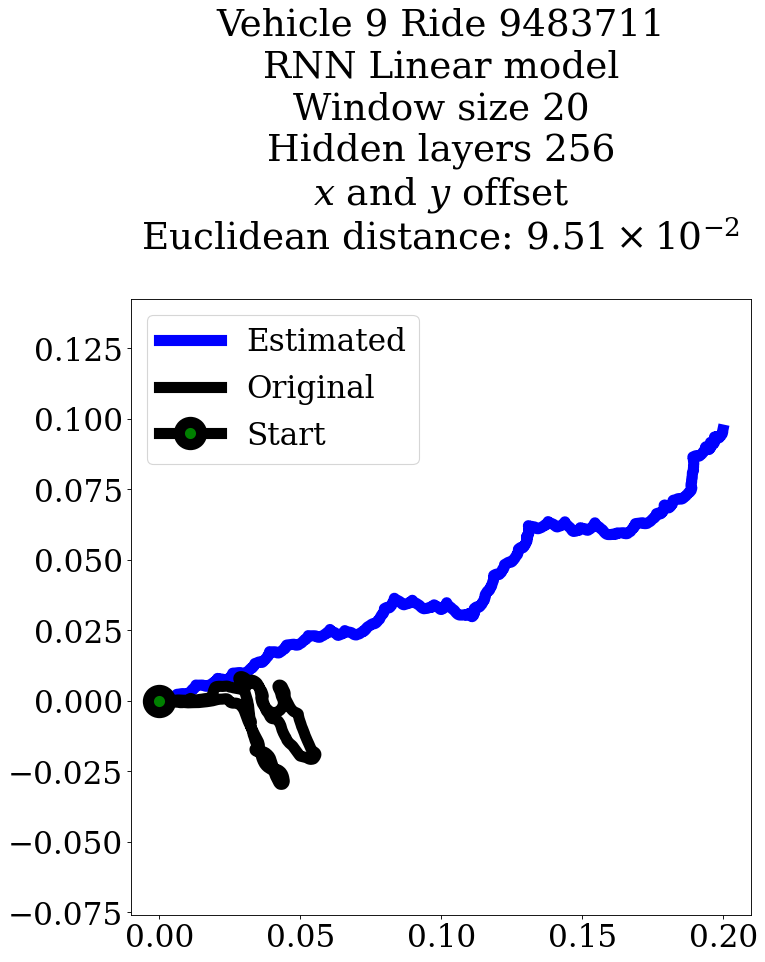 Vehicle 9 Ride 9483711
RNN Linear model
Window size 20
Hidden layers 256
x and y offset
Euclidean distance: 9.51 × 10⁻²
Estimated
Original
Start
0.125
0.100
0.075
0.050
0.025
0.000
−0.025
−0.050
−0.075
0.00 0.05 0.10 0.15 0.20